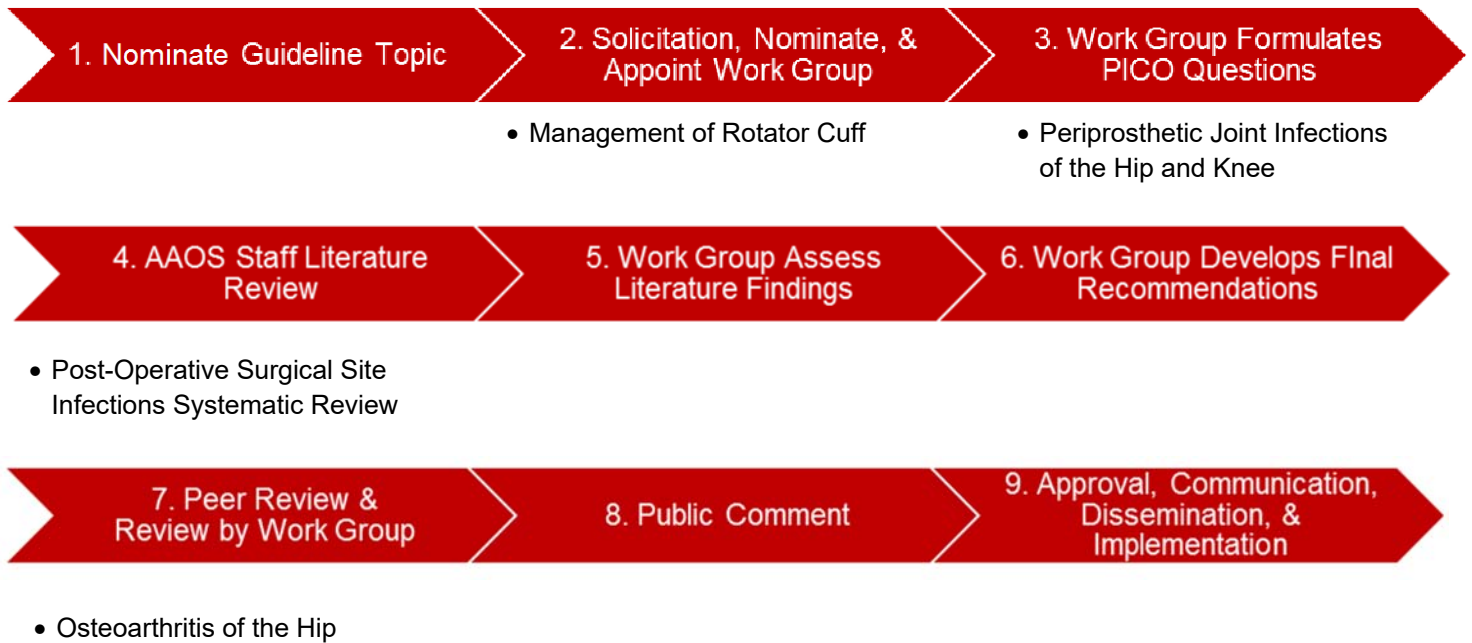 1. Nominate Guideline Topic
2. Solicitation, Nominate, &
Appoint Work Group
3. Work Group Formulates
PICO Questions
• Management of Rotator Cuff
• Periprosthetic Joint Infections
of the Hip and Knee
4. AAOS Staff Literature
Review
5. Work Group Assess
Literature Findings
6. Work Group Develops FInal
Recommendations
• Post-Operative Surgical Site
Infections Systematic Review
7. Peer Review &
Review by Work Group
8. Public Comment
9. Approval, Communication,
Dissemination, &
Implementation
• Osteoarthritis of the Hip